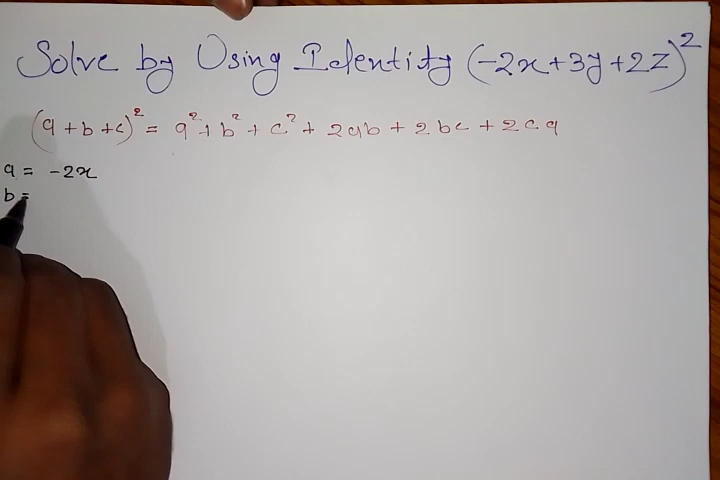 Solve by Using Identity (-2x+3y+2z)²
(a+b+c)² = a²+b²+c²+2ab+2bc+2ca
a = -2x
b =